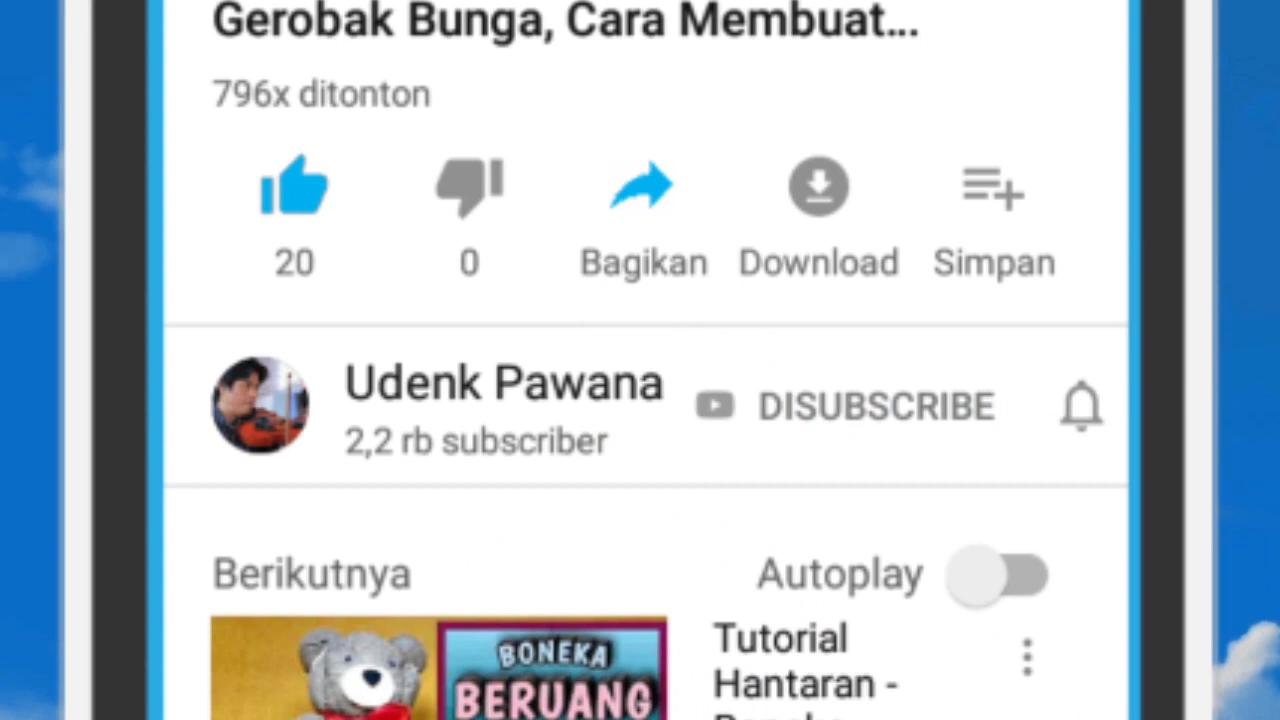 Gerobak Bunga, Cara Membuat...
796x ditonton
20
0
Bagikan
Download
Simpan
Udenk Pawana
2,2 rb subscriber
DISUBSCRIBE
Berikutnya
Autoplay
BONEKA
BERUANG
Tutorial
Hantaran -